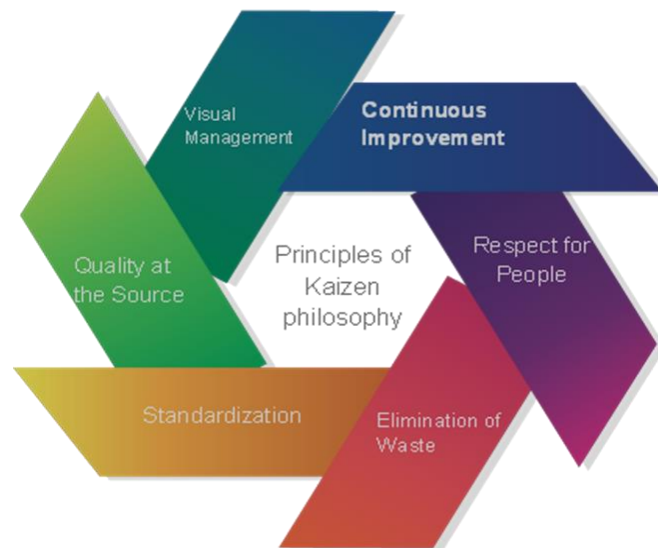 Visual
Management
Continuous
Improvement
Respect for
People
Elimination of
Waste
Standardization
Quality at
the Source
Principles of
Kaizen
philosophy